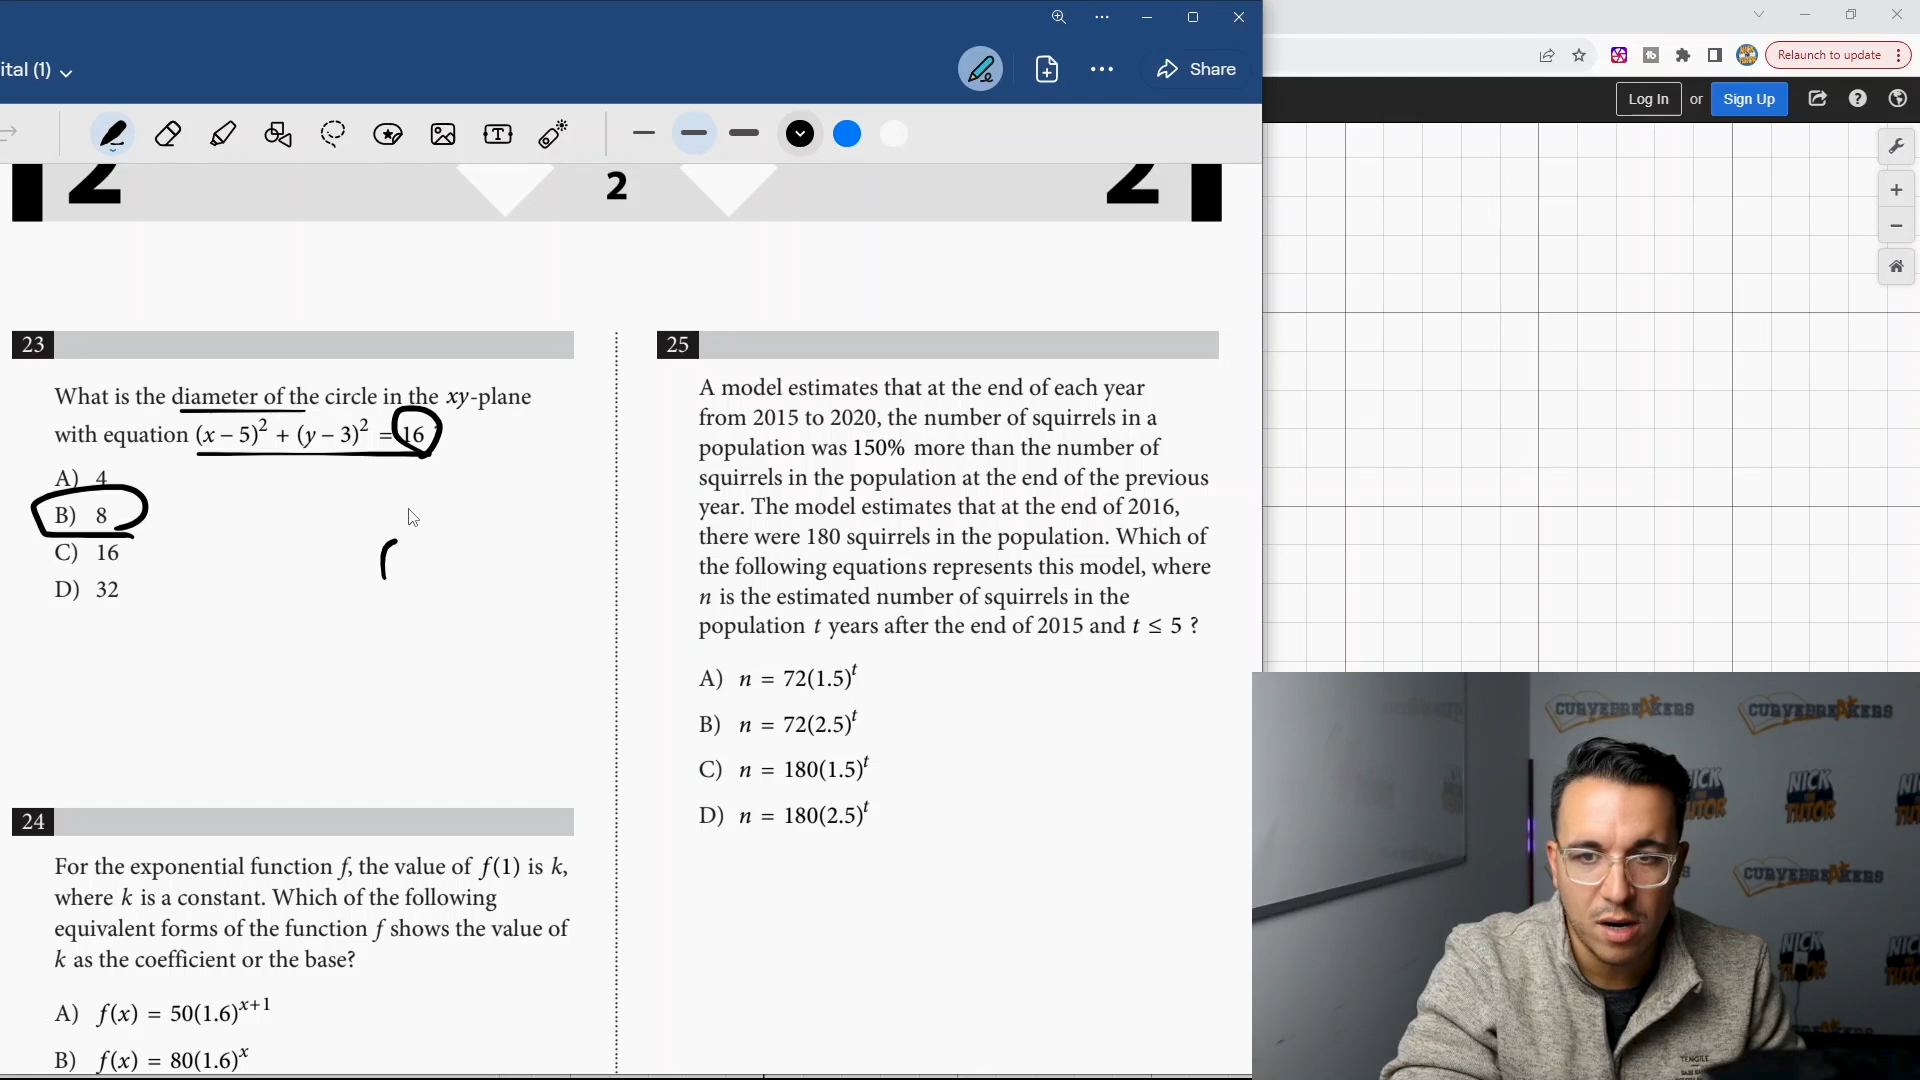 ital (1)
Share
Relaunch to update
Log In or Sign Up
2 2 2
23
What is the diameter of the circle in the xy-plane
with equation (x − 5)² + (y − 3)² = 16
A) 4
B) 8
C) 16
D) 32
24
For the exponential function f, the value of f(1) is k,
where k is a constant. Which of the following
equivalent forms of the function f shows the value of
k as the coefficient or the base?
A) f(x) = 50(1.6)^{x+1}
B) f(x) = 80(1.6)^x
25
A model estimates that at the end of each year
from 2015 to 2020, the number of squirrels in a
population was 150% more than the number of
squirrels in the population at the end of the previous
year. The model estimates that at the end of 2016,
there were 180 squirrels in the population. Which of
the following equations represents this model, where
n is the estimated number of squirrels in the
population t years after the end of 2015 and t ≤ 5 ?
A) n = 72(1.5)^t
B) n = 72(2.5)^t
C) n = 180(1.5)^t
D) n = 180(2.5)^t
CURVEBREAKERS CURVEBREAKERS
NICK
TUTOR
CURVEBREAKERS
NICK
TUTOR